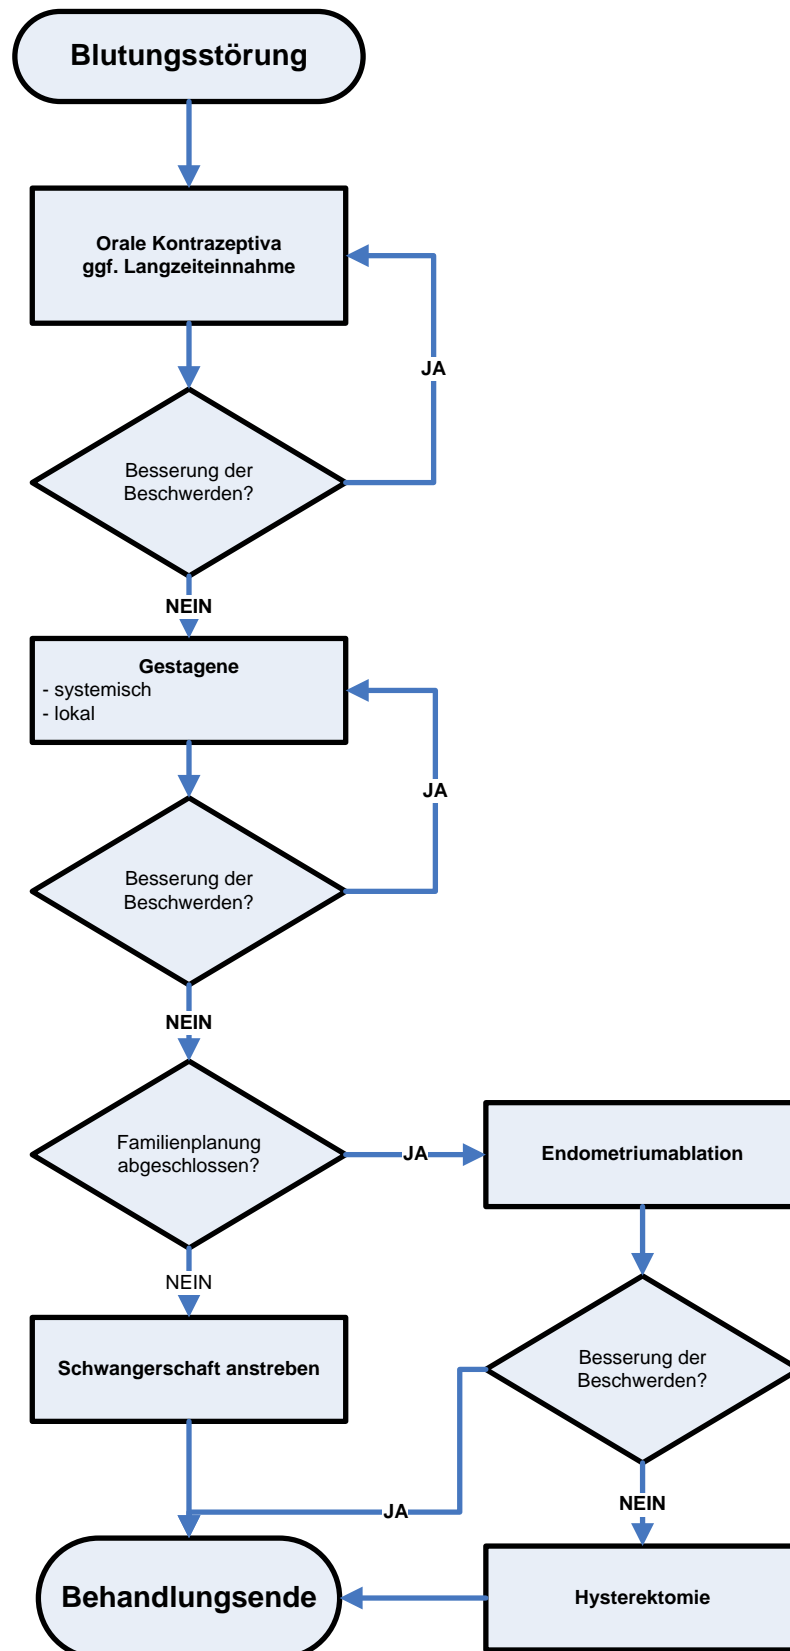 Blutungsstörung
Orale Kontrazeptiva
ggf. Langzeiteinnahme
JA
Besserung der
Beschwerden?
NEIN
Gestagene
- systemisch
- lokal
JA
Besserung der
Beschwerden?
NEIN
Familienplanung
abgeschlossen?
JA
Endometriumablation
NEIN
Schwangerschaft anstreben
Besserung der
Beschwerden?
JA
NEIN
Behandlungsende
Hysterektomie